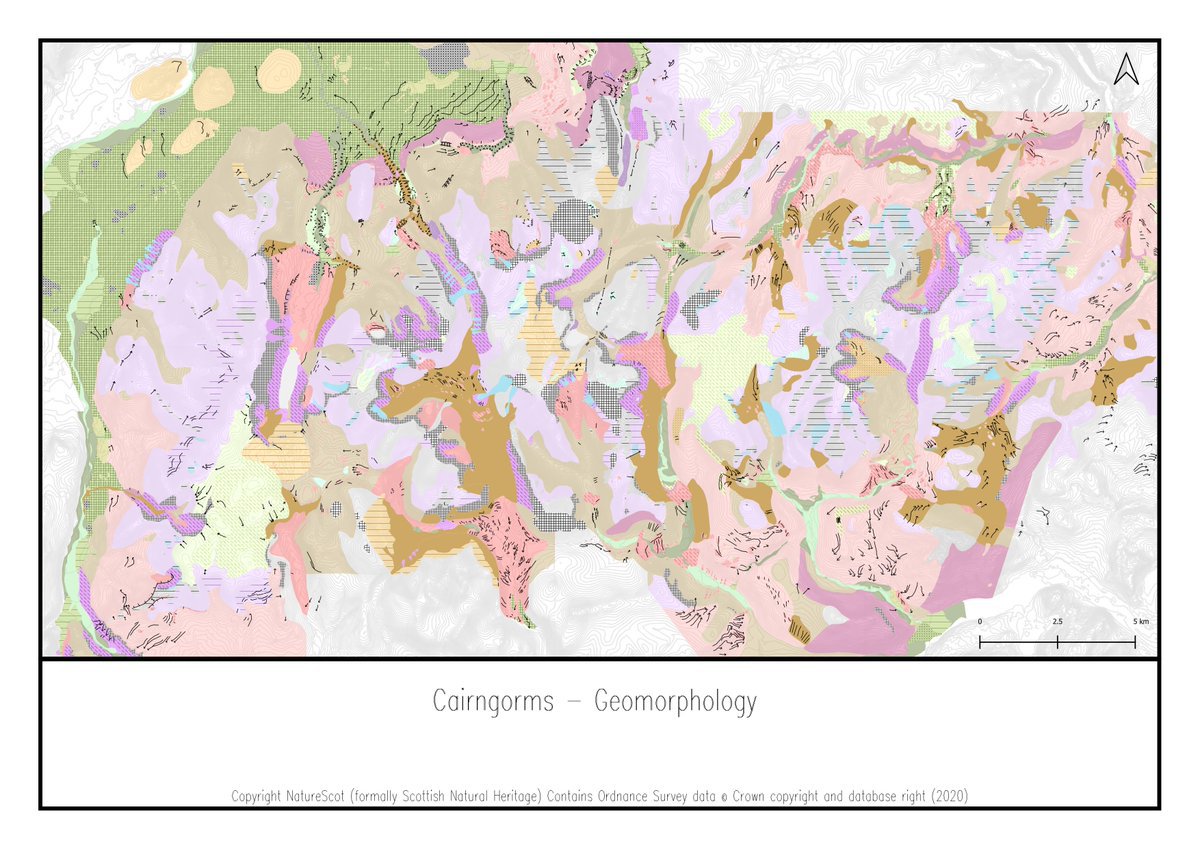 0 2.5 5 km
Cairngorms – Geomorphology
Copyright NatureScot (formally Scottish Natural Heritage) Contains Ordnance Survey data © Crown copyright and database right (2020)